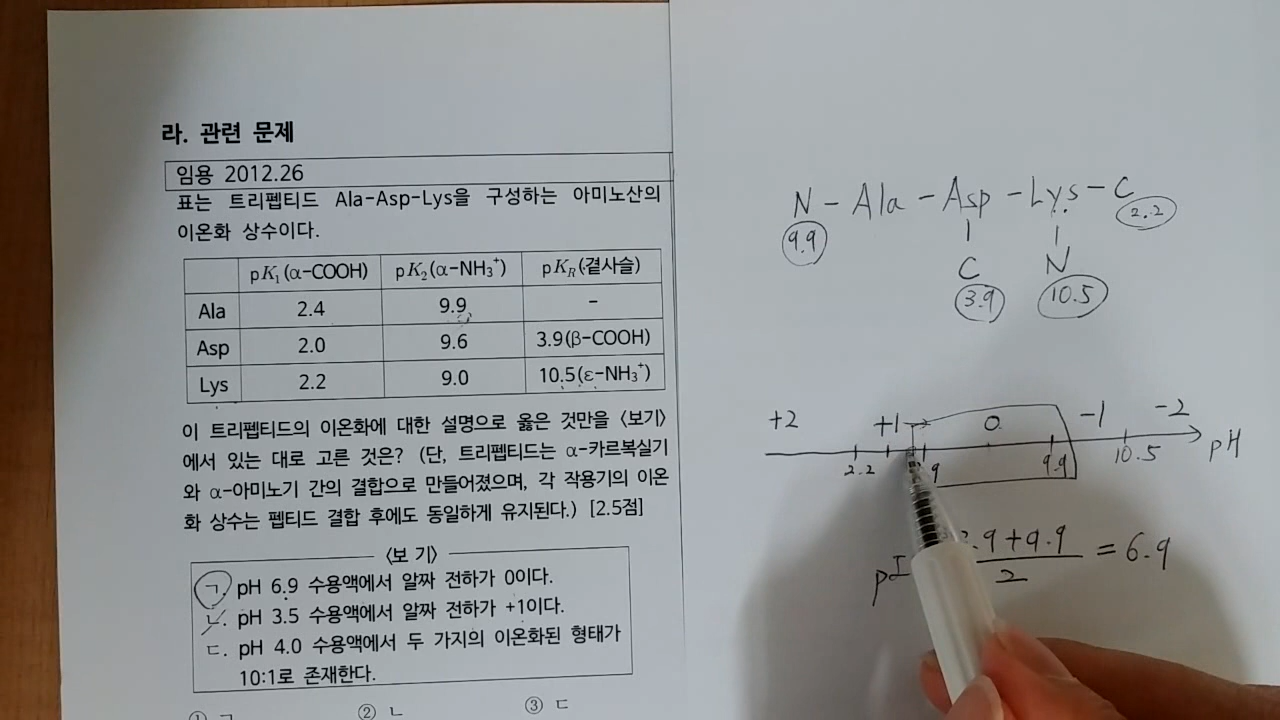 라. 관련 문제
임용 2012.26
표는 트리펩티드 Ala-Asp-Lys을 구성하는 아미노산의
이온화 상수이다.
pK₁(α-COOH) pK₂(α-NH₃⁺) pK_R(곁사슬)
Ala 2.4 9.9 -
Asp 2.0 9.6 3.9(β-COOH)
Lys 2.2 9.0 10.5(ε-NH₃⁺)
이 트리펩티드의 이온화에 대한 설명으로 옳은 것만을 〈보기〉
에서 있는 대로 고른 것은? (단, 트리펩티드는 α-카르복실기
와 α-아미노기 간의 결합으로 만들어졌으며, 각 작용기의 이온
화 상수는 펩티드 결합 후에도 동일하게 유지된다.) [2.5점]
〈보 기〉
ㄱ. pH 6.9 수용액에서 알짜 전하가 0이다.
ㄴ. pH 3.5 수용액에서 알짜 전하가 +1이다.
ㄷ. pH 4.0 수용액에서 두 가지의 이온화된 형태가
10:1로 존재한다.
① ㄱ ② ㄴ ③ ㄷ
N - Ala - Asp - Lys - C
9.9 2.2
C N
3.9 10.5
+2 +1 0 -1 -2
2.2 9 9.9 10.5 pH
pI .9+9.9 = 6.9
2